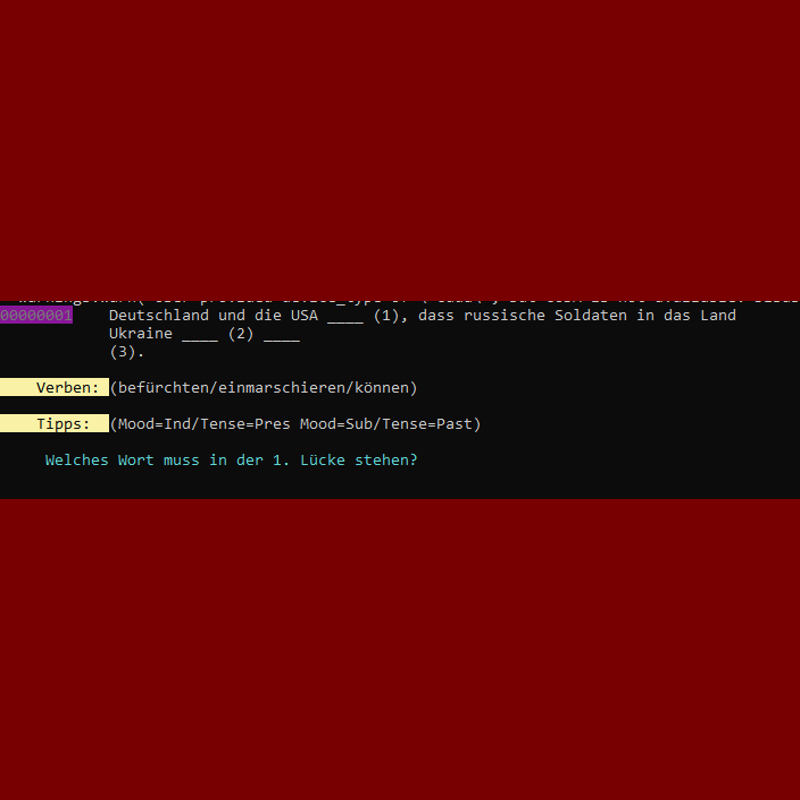 00000001 Deutschland und die USA ____ (1), dass russische Soldaten in das Land
Ukraine ____ (2) ____
(3).
Verben: (befürchten/einmarschieren/können)
Tipps: (Mood=Ind/Tense=Pres Mood=Sub/Tense=Past)
Welches Wort muss in der 1. Lücke stehen?